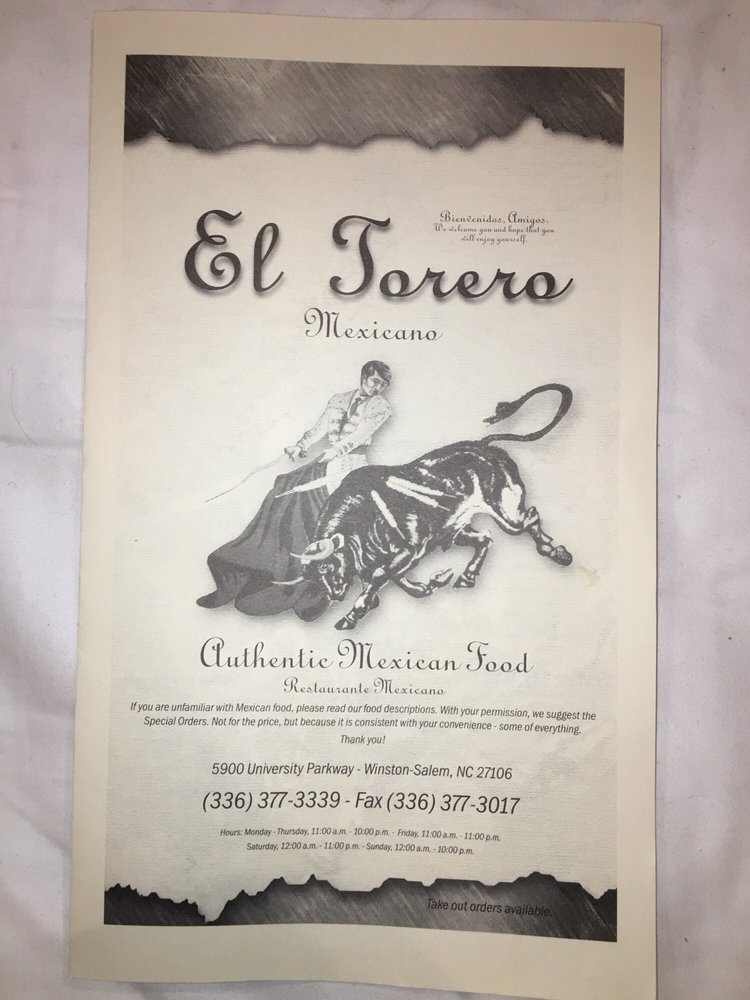 Bienvenidos, Amigos.
We welcome you and hope that you
will enjoy yourself.
El Torero
Mexicano
Authentic Mexican Food
Restaurante Mexicano
If you are unfamiliar with Mexican food, please read our food descriptions. With your permission, we suggest the
Special Orders. Not for the price, but because it is consistent with your convenience - some of everything.
Thank you!
5900 University Parkway - Winston-Salem, NC 27106
(336) 377-3339 - Fax (336) 377-3017
Hours: Monday - Thursday, 11:00 a.m. - 10:00 p.m. - Friday, 11:00 a.m. - 11:00 p.m.
Saturday, 12:00 a.m. - 11:00 p.m. - Sunday, 12:00 a.m. - 10:00 p.m.
Take out orders available.